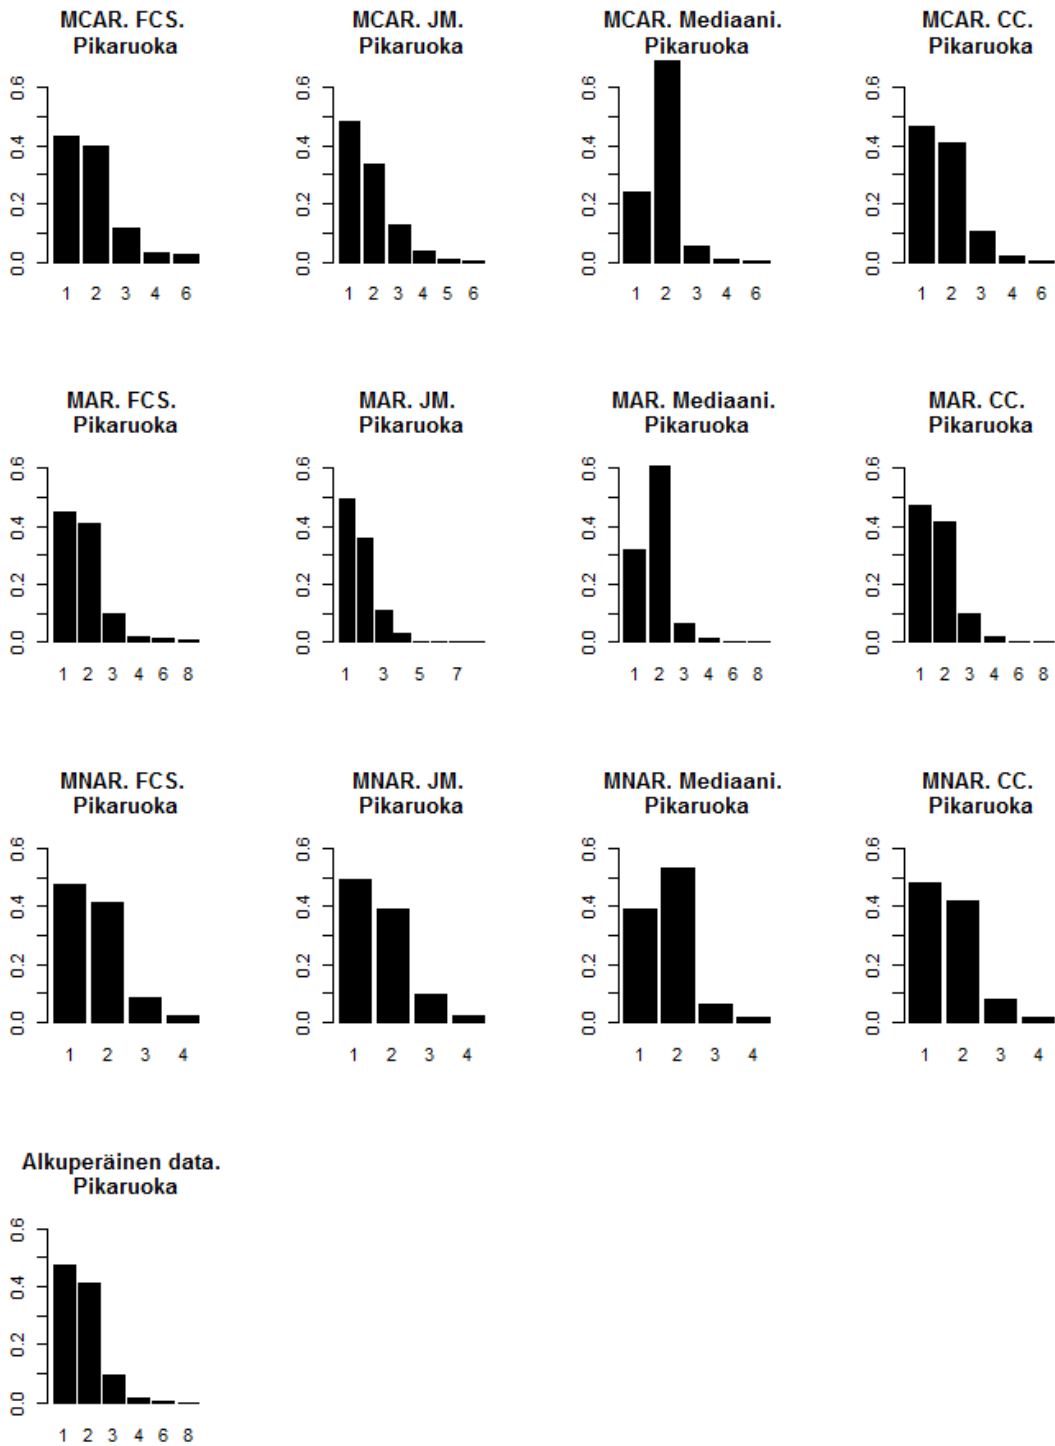 MCAR. FCS.
Pikaruoka
0.0 0.2 0.4 0.6
1 2 3 4 6
MCAR. JM.
Pikaruoka
0.0 0.2 0.4 0.6
1 2 3 4 5 6
MCAR. Mediaani.
Pikaruoka
0.0 0.2 0.4 0.6
1 2 3 4 6
MCAR. CC.
Pikaruoka
0.0 0.2 0.4 0.6
1 2 3 4 6
MAR. FCS.
Pikaruoka
0.0 0.2 0.4 0.6
1 2 3 4 6 8
MAR. JM.
Pikaruoka
0.0 0.2 0.4 0.6
1 3 5 7
MAR. Mediaani.
Pikaruoka
0.0 0.2 0.4 0.6
1 2 3 4 6 8
MAR. CC.
Pikaruoka
0.0 0.2 0.4 0.6
1 2 3 4 6 8
MNAR. FCS.
Pikaruoka
0.0 0.2 0.4 0.6
1 2 3 4
MNAR. JM.
Pikaruoka
0.0 0.2 0.4 0.6
1 2 3 4
MNAR. Mediaani.
Pikaruoka
0.0 0.2 0.4 0.6
1 2 3 4
MNAR. CC.
Pikaruoka
0.0 0.2 0.4 0.6
1 2 3 4
Alkuperäinen data.
Pikaruoka
0.0 0.2 0.4 0.6
1 2 3 4 6 8